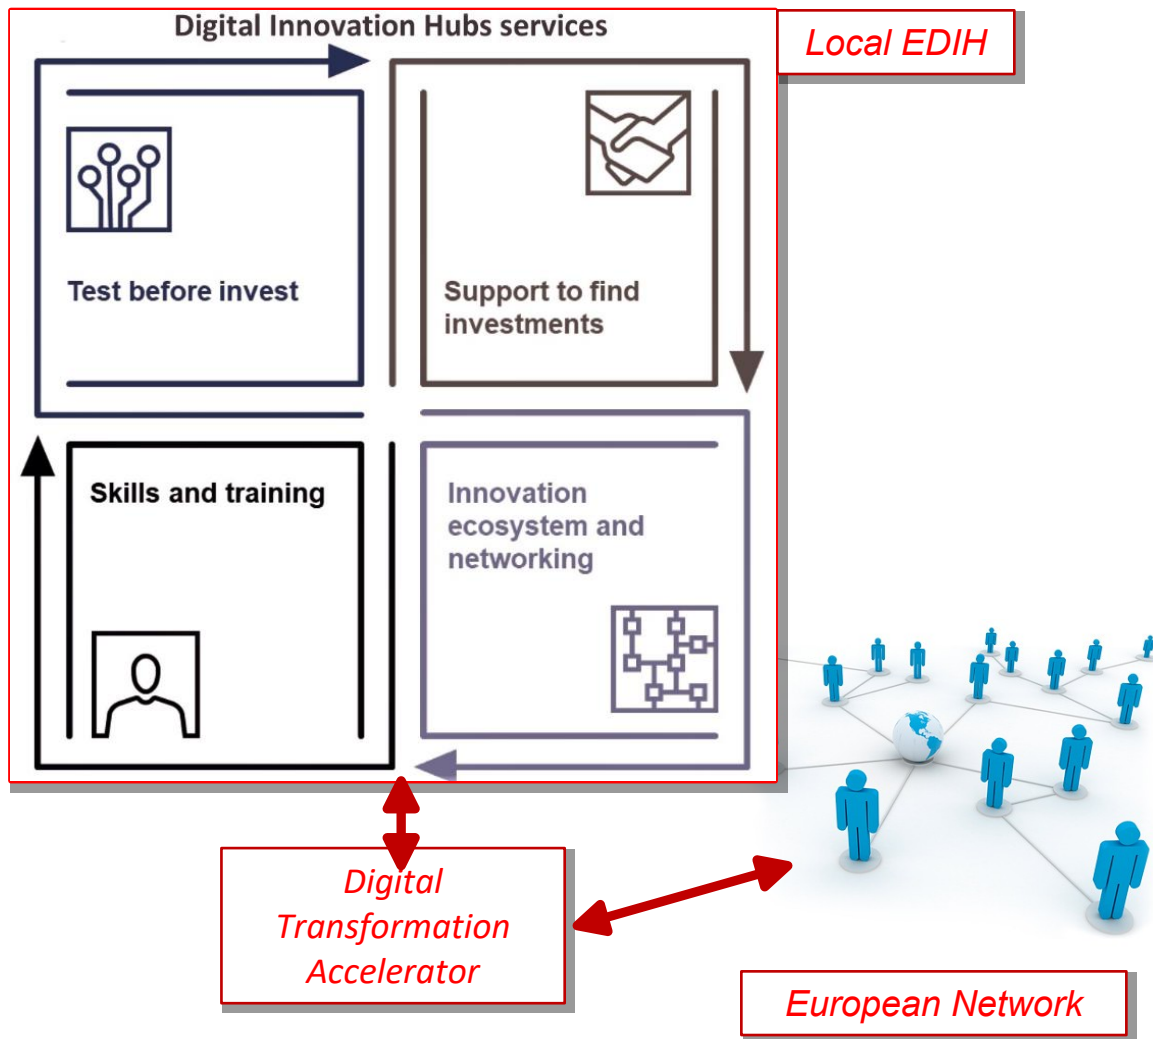 Digital Innovation Hubs services
Local EDIH
Test before invest
Support to find
investments
Skills and training
Innovation
ecosystem and
networking
Digital
Transformation
Accelerator
European Network